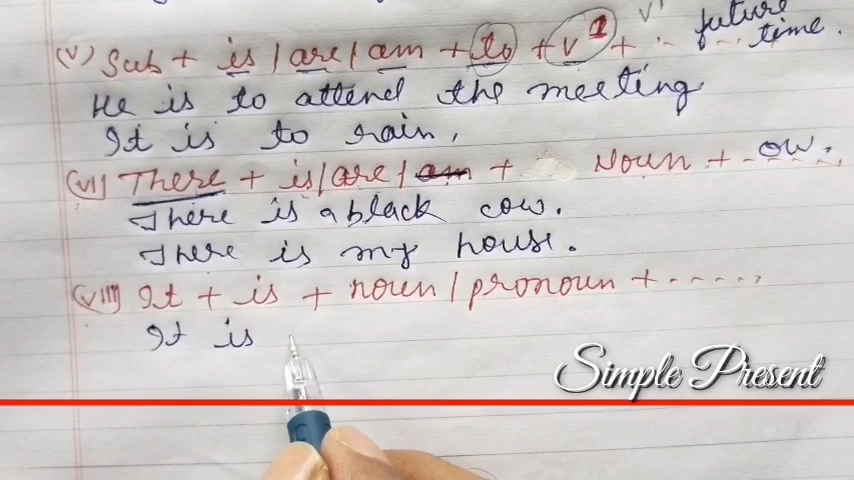 V' future
(v) Sub + is / are / am + to + V1 + ...... time.
He is to attend the meeting.
It is to rain,
(vi) There + is/are/am + Noun + - ow.
There is a black cow.
There is my house.
(viii) It + is + noun / pronoun + ......
It is
Simple Present